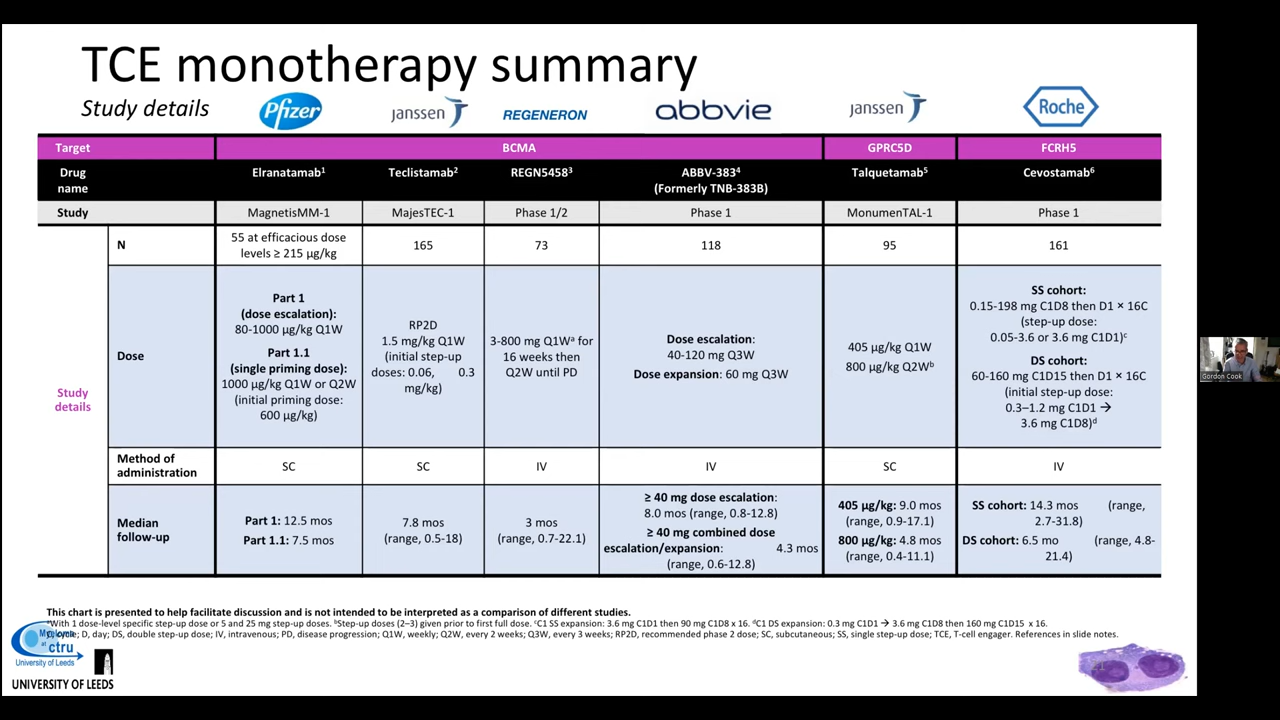 TCE monotherapy summary
Study details
Pfizer
janssen
REGENERON
abbvie
janssen
Roche
Target
BCMA
GPRC5D
FCRH5
Drug
name
Elranatamab1
Teclistamab2
REGN54583
ABBV-3834
(Formerly TNB-383B)
Talquetamab5
Cevostamab6
Study
MagnetisMM-1
MajesTEC-1
Phase 1/2
Phase 1
MonumenTAL-1
Phase 1
Study
details
N
55 at efficacious dose
levels ≥ 215 µg/kg
165
73
118
95
161
Dose
Part 1
(dose escalation):
80-1000 µg/kg Q1W
Part 1.1
(single priming dose):
1000 µg/kg Q1W or Q2W
(initial priming dose:
600 µg/kg)
RP2D
1.5 mg/kg Q1W
(initial step-up
doses: 0.06, 0.3
mg/kg)
3-800 mg Q1Wa for
16 weeks then
Q2W until PD
Dose escalation:
40-120 mg Q3W
Dose expansion: 60 mg Q3W
405 µg/kg Q1W
800 µg/kg Q2Wb
SS cohort:
0.15-198 mg C1D8 then D1 × 16C
(step-up dose:
0.05-3.6 or 3.6 mg C1D1)c
DS cohort:
60-160 mg C1D15 then D1 × 16C
(initial step-up dose:
0.3–1.2 mg C1D1 →
3.6 mg C1D8)d
Method of
administration
SC
SC
IV
IV
SC
IV
Median
follow-up
Part 1: 12.5 mos
Part 1.1: 7.5 mos
7.8 mos
(range, 0.5-18)
3 mos
(range, 0.7-22.1)
≥ 40 mg dose escalation:
8.0 mos (range, 0.8-12.8)
≥ 40 mg combined dose
escalation/expansion: 4.3 mos
(range, 0.6-12.8)
405 µg/kg: 9.0 mos
(range, 0.9-17.1)
800 µg/kg: 4.8 mos
(range, 0.4-11.1)
SS cohort: 14.3 mos (range,
2.7-31.8)
DS cohort: 6.5 mo (range, 4.8-
21.4)
This chart is presented to help facilitate discussion and is not intended to be interpreted as a comparison of different studies.
aWith 1 dose-level specific step-up dose or 5 and 25 mg step-up doses. bStep-up doses (2–3) given prior to first full dose. cC1 SS expansion: 3.6 mg C1D1 then 90 mg C1D8 x 16. dC1 DS expansion: 0.3 mg C1D1 → 3.6 mg C1D8 then 160 mg C1D15 x 16.
D, day; DS, double step-up dose; IV, intravenous; PD, disease progression; Q1W, weekly; Q2W, every 2 weeks; Q3W, every 3 weeks; RP2D, recommended phase 2 dose; SC, subcutaneous; SS, single step-up dose; TCE, T-cell engager. References in slide notes.
ctru
University of Leeds
UNIVERSITY OF LEEDS
21
Gordon Cook